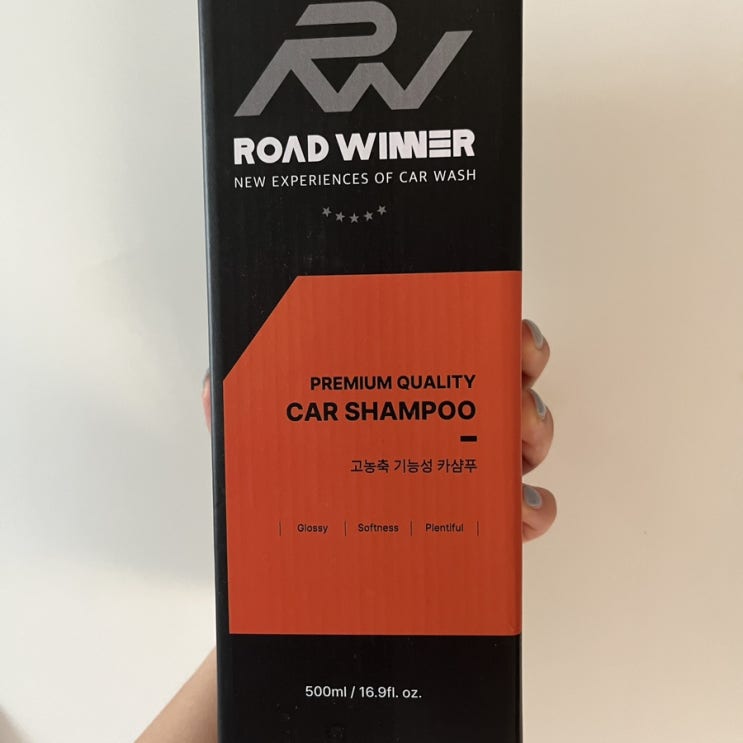 RW
ROAD WINNER
NEW EXPERIENCES OF CAR WASH
PREMIUM QUALITY
CAR SHAMPOO
고농축 기능성 카샴푸
| Glossy | Softness | Plentiful |
500ml / 16.9fl. oz.